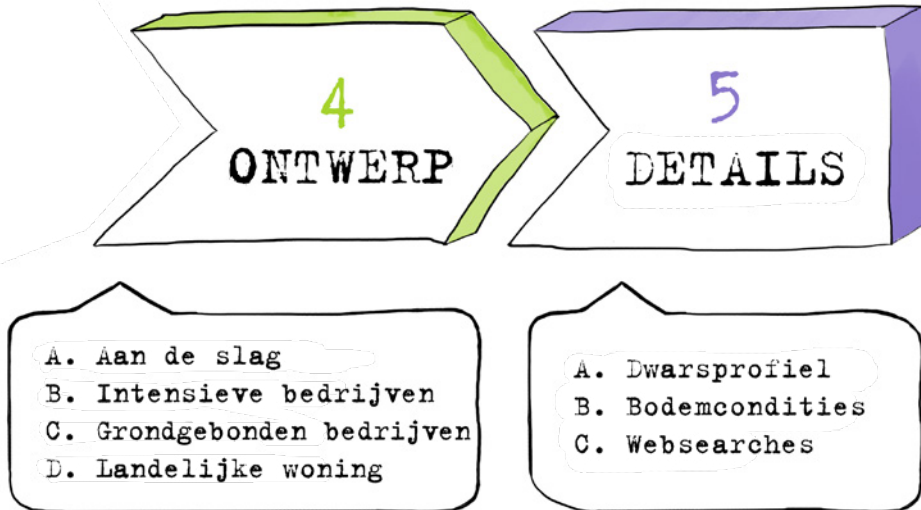 4
ONTWERP
5
DETAILS
A. Aan de slag
B. Intensieve bedrijven
C. Grondgebonden bedrijven
D. Landelijke woning
A. Dwarsprofiel
B. Bodemcondities
C. Websearches